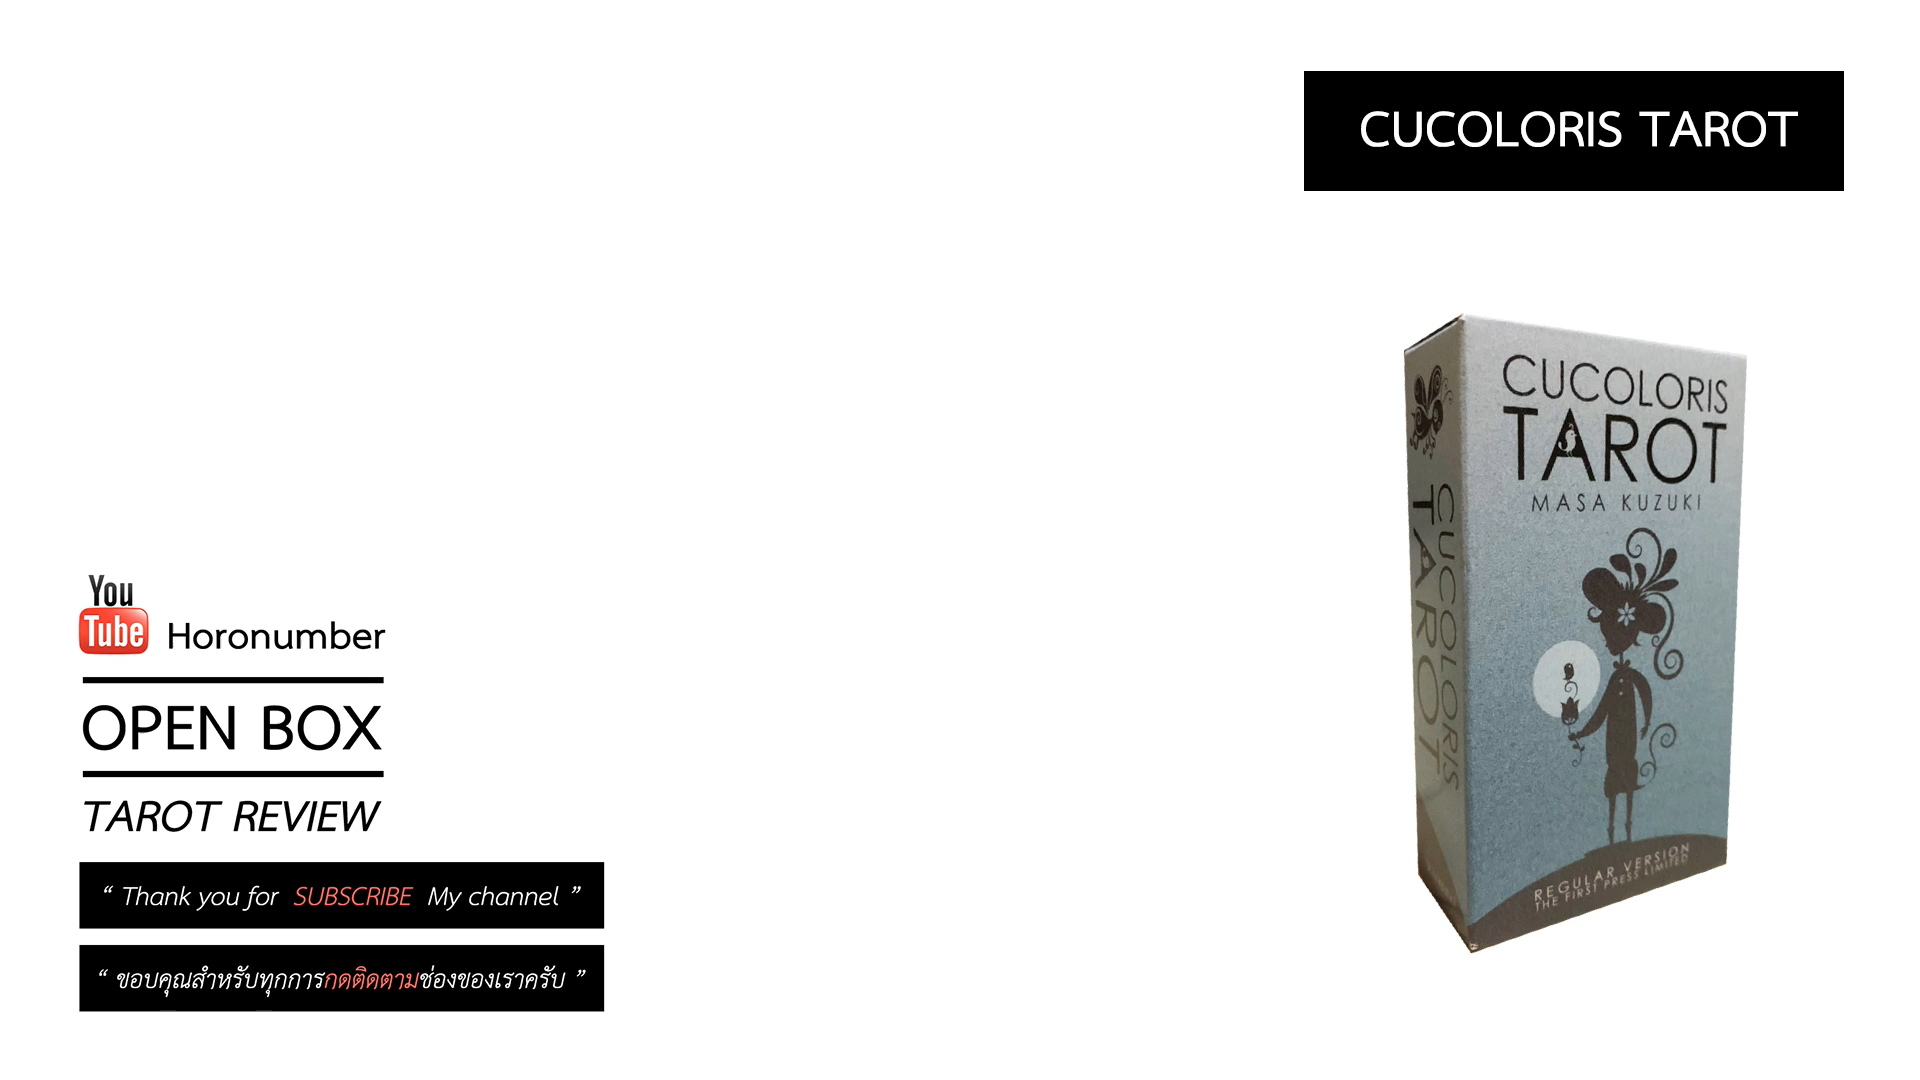 CUCOLORIS TAROT
CUCOLORIS
TAROT
MASA KUZUKI
CUCOLORIS
TAROT
REGULAR VERSION
THE FIRST PRESS LIMITED
You
Tube Horonumber
OPEN BOX
TAROT REVIEW
“ Thank you for SUBSCRIBE My channel ”
“ ขอบคุณสำหรับทุกการกดติดตามช่องของเราครับ ”